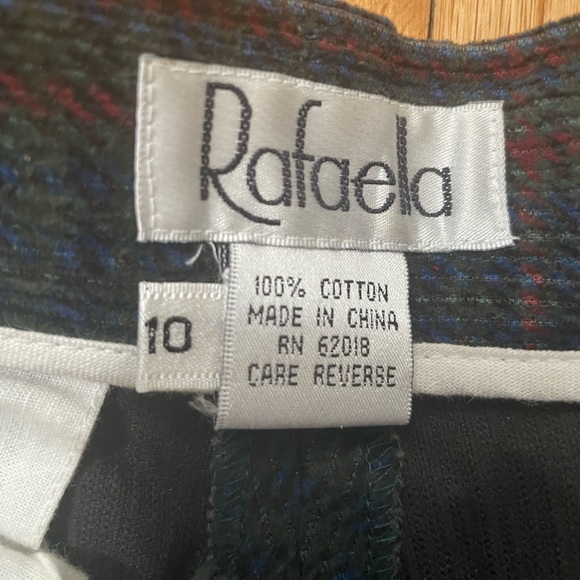 Rafaela
10
100% COTTON
MADE IN CHINA
RN 62018
CARE REVERSE